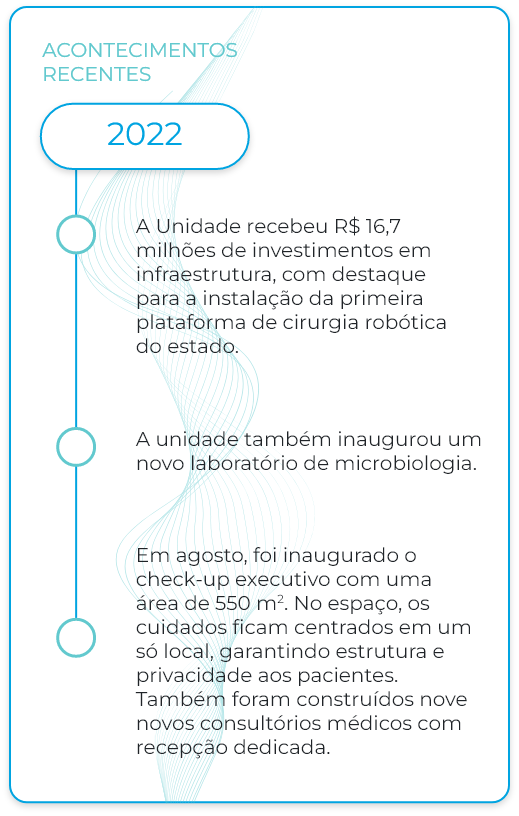 ACONTECIMENTOS
RECENTES
2022
A Unidade recebeu R$ 16,7
milhões de investimentos em
infraestrutura, com destaque
para a instalação da primeira
plataforma de cirurgia robótica
do estado.
A unidade também inaugurou um
novo laboratório de microbiologia.
Em agosto, foi inaugurado o
check-up executivo com uma
área de 550 m². No espaço, os
cuidados ficam centrados em um
só local, garantindo estrutura e
privacidade aos pacientes.
Também foram construídos nove
novos consultórios médicos com
recepção dedicada.